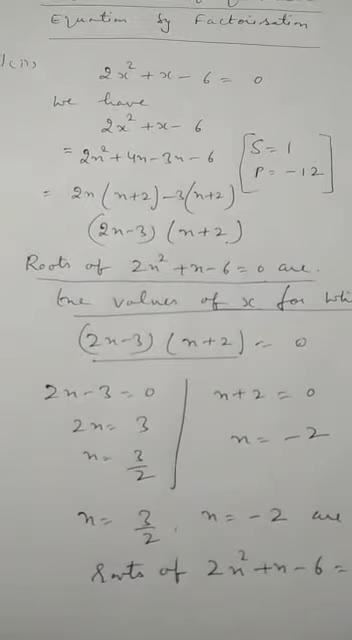 Equation by Factorisation
1(ii)
2x² + x - 6 = 0
we have
2x² + x - 6
= 2x² + 4x - 3x - 6 [S = 1
P = -12]
= 2x(x+2) - 3(x+2)
(2x-3) (x+2)
Roots of 2x² + x - 6 = 0 are
the values of x for
(2x-3) (x+2) = 0
2x - 3 = 0 | x + 2 = 0
2x = 3 | x = -2
x = 3/2
x = 3/2, x = -2 are
roots of 2x² + x - 6 =